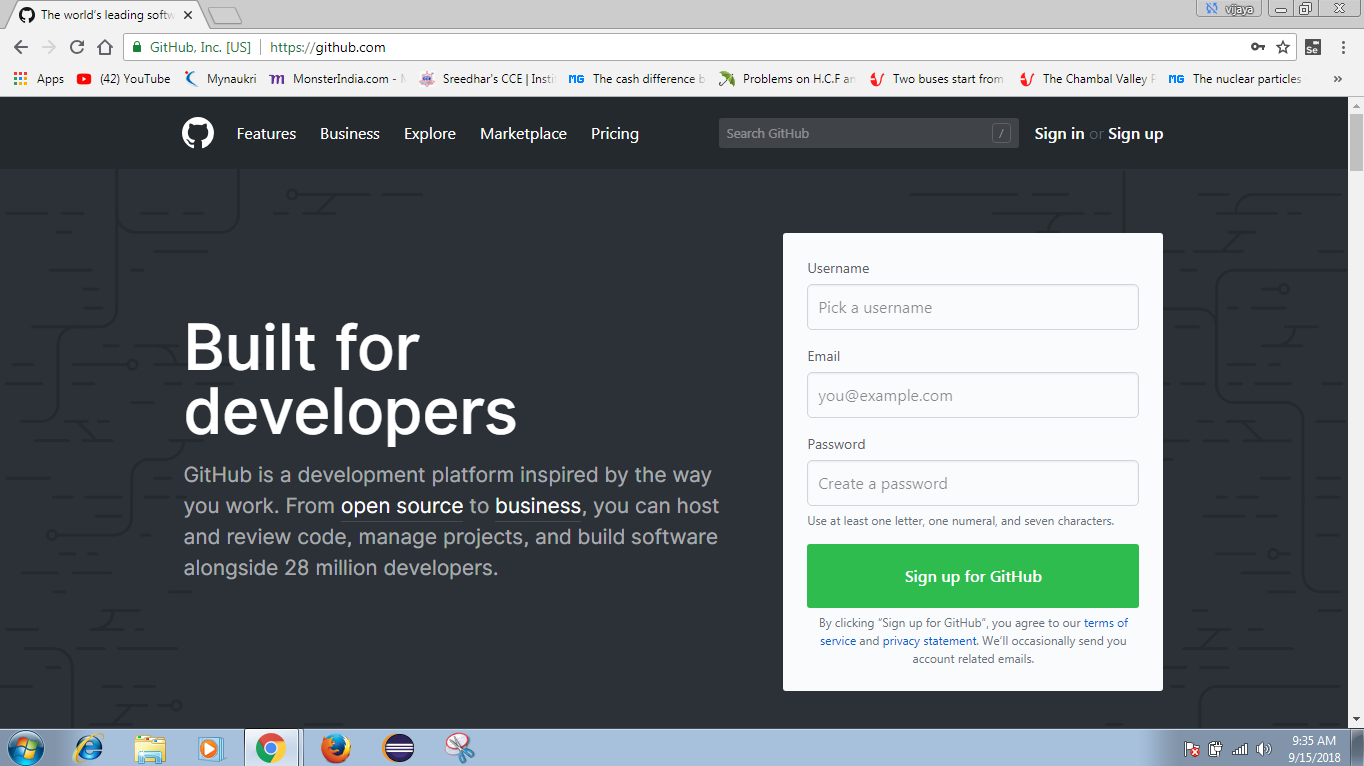 The world's leading softw
vijaya
GitHub, Inc. [US]
https://github.com
Se
Apps
(42) YouTube
Mynaukri
MonsterIndia.com -
Sreedhar's CCE | Insti
MG
The cash difference b
Problems on H.C.F an
Two buses start from
The Chambal Valley P
MG
The nuclear particles
»
Features
Business
Explore
Marketplace
Pricing
Search GitHub
/
Sign in or Sign up
Built for
developers
GitHub is a development platform inspired by the way
you work. From open source to business, you can host
and review code, manage projects, and build software
alongside 28 million developers.
Username
Pick a username
Email
you@example.com
Password
Create a password
Use at least one letter, one numeral, and seven characters.
Sign up for GitHub
By clicking “Sign up for GitHub”, you agree to our terms of
service and privacy statement. We’ll occasionally send you
account related emails.
9:35 AM
9/15/2018